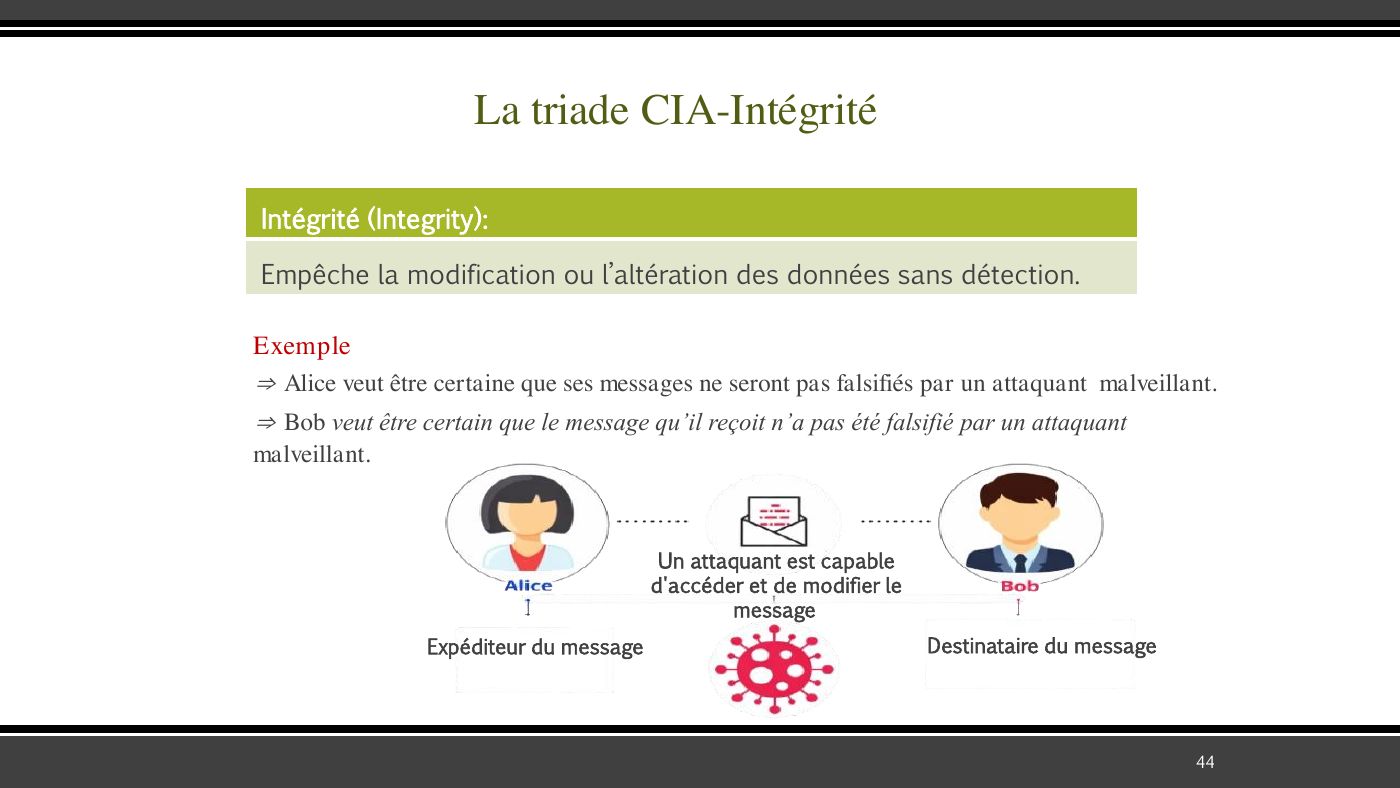 La triade CIA-Intégrité
Intégrité (Integrity):
Empêche la modification ou l’altération des données sans détection.
Exemple
⇒ Alice veut être certaine que ses messages ne seront pas falsifiés par un attaquant malveillant.
⇒ Bob veut être certain que le message qu’il reçoit n’a pas été falsifié par un attaquant
malveillant.
Un attaquant est capable
d'accéder et de modifier le
message
Alice
Bob
Expéditeur du message
Destinataire du message
44